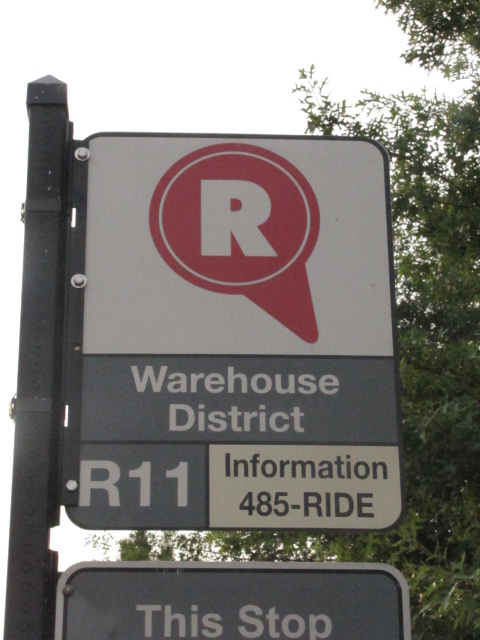 R
Warehouse
District
R11
Information
485-RIDE
This Stop